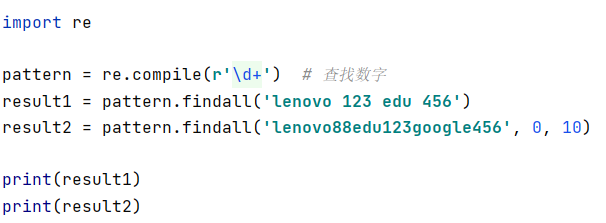 import re
pattern = re.compile(r'\d+')  # 查找数字
result1 = pattern.findall('lenovo 123 edu 456')
result2 = pattern.findall('lenovo88edu123google456', 0, 10)
print(result1)
print(result2)